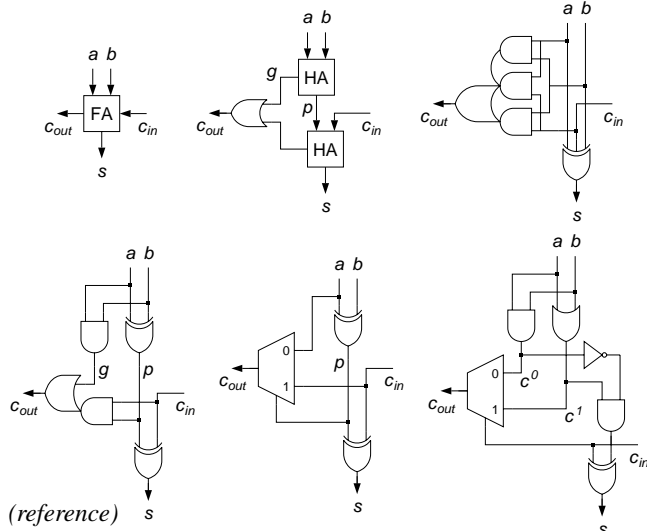 a b
FA
c_out c_in
s
a b
g HA
p
c_out c_in
HA
s
a b
c_out c_in
s
a b
g p
c_out c_in
s
(reference)
a b
0
p
c_out 1 c_in
s
a b
0
c^0
c_out 1 c^1
c_in
s